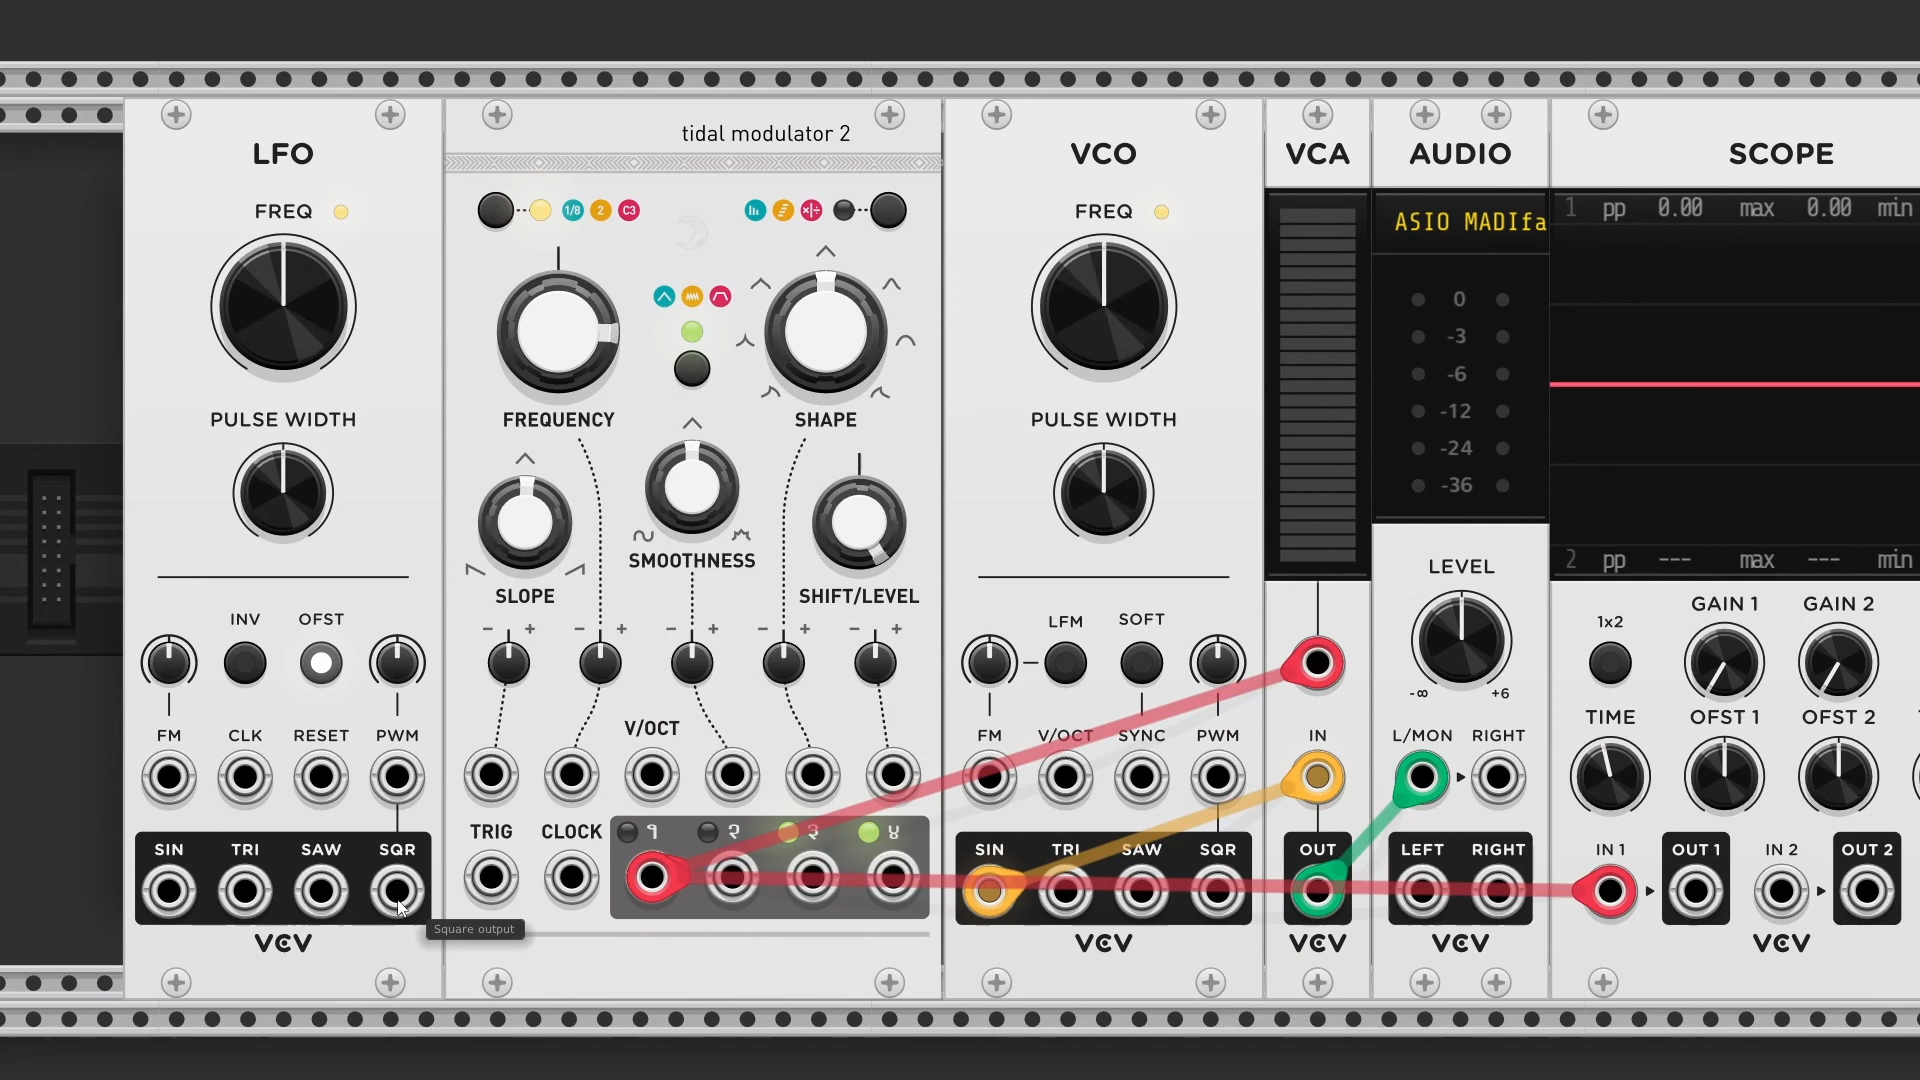 LFO
FREQ
PULSE WIDTH
INV OFST
FM CLK RESET PWM
SIN TRI SAW SQR
VCV
Square output
tidal modulator 2
1/8 2 C3
FREQUENCY
SHAPE
SMOOTHNESS
SLOPE
SHIFT/LEVEL
− + − + − + − + − +
V/OCT
TRIG CLOCK
१ २ ३ ४
VCO
FREQ
PULSE WIDTH
LFM SOFT
FM V/OCT SYNC PWM
SIN TRI SAW SQR
VCV
VCA
IN
OUT
VCV
AUDIO
ASIO MADIfa
0
-3
-6
-12
-24
-36
LEVEL
-∞ +6
L/MON RIGHT
LEFT RIGHT
VCV
SCOPE
1 pp 0.00 max 0.00 min
2 pp --- max --- min
1x2 GAIN 1 GAIN 2
TIME OFST 1 OFST 2
IN 1 OUT 1 IN 2 OUT 2
VCV